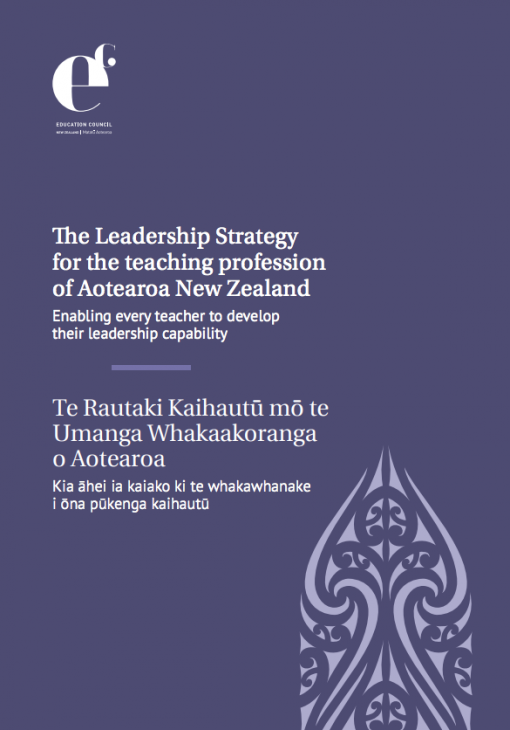 ec
EDUCATION COUNCIL
NEW ZEALAND | Matatū Aotearoa
The Leadership Strategy
for the teaching profession
of Aotearoa New Zealand
Enabling every teacher to develop
their leadership capability
Te Rautaki Kaihautū mō te
Umanga Whakaakoranga
o Aotearoa
Kia āhei ia kaiako ki te whakawhanake
i ōna pūkenga kaihautū